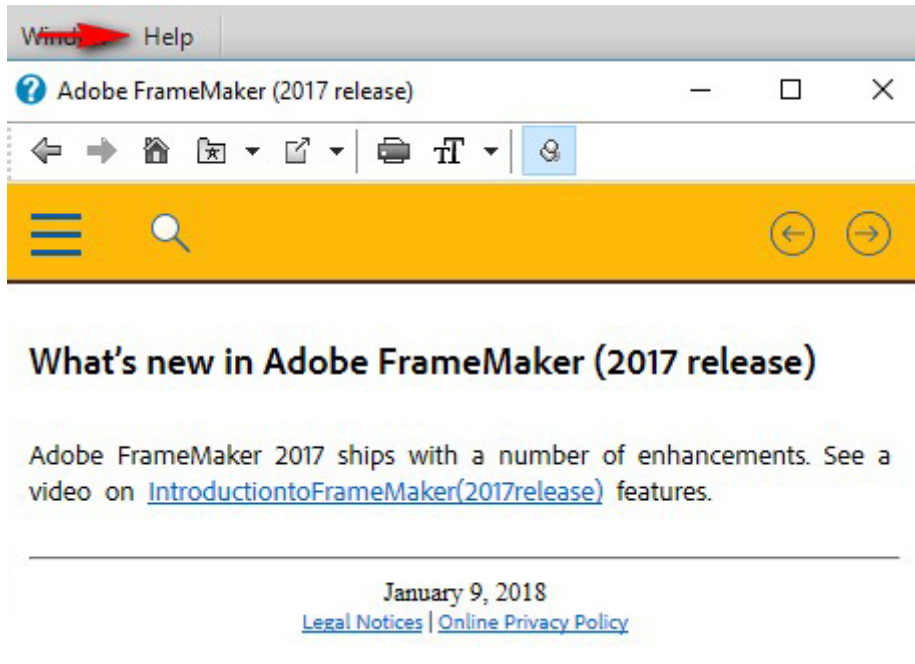 Help
Adobe FrameMaker (2017 release)
What's new in Adobe FrameMaker (2017 release)
Adobe FrameMaker 2017 ships with a number of enhancements. See a
video on IntroductiontoFrameMaker(2017release) features.
January 9, 2018
Legal Notices | Online Privacy Policy